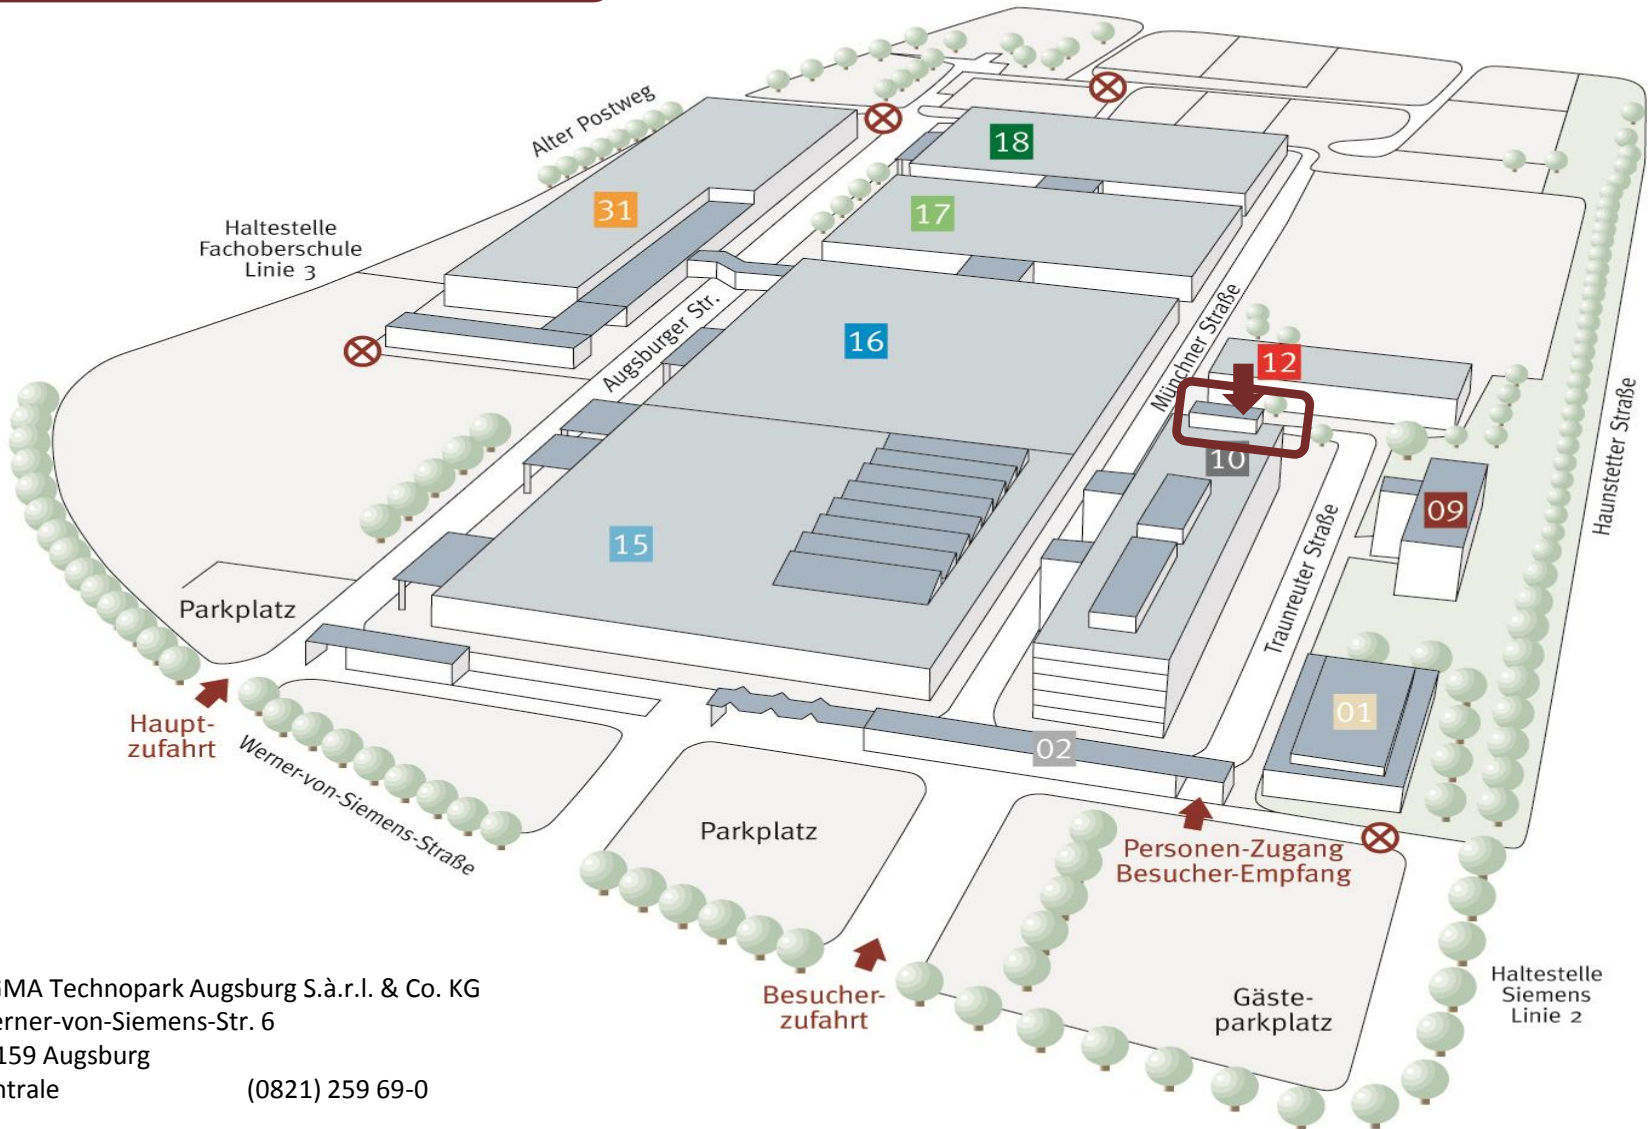 Alter Postweg
18
31
17
Haltestelle
Fachoberschule
Linie 3
Augsburger Str.
16
Münchner Straße
12
10
Haunstetter Straße
09
15
Traunreuter Straße
Parkplatz
01
Haupt-
zufahrt
02
Werner-von-Siemens-Straße
Parkplatz
Personen-Zugang
Besucher-Empfang
Besucher-
zufahrt
Gäste-
parkplatz
Haltestelle
Siemens
Linie 2
GMA Technopark Augsburg S.à.r.l. & Co. KG
erner-von-Siemens-Str. 6
159 Augsburg
ntrale (0821) 259 69-0